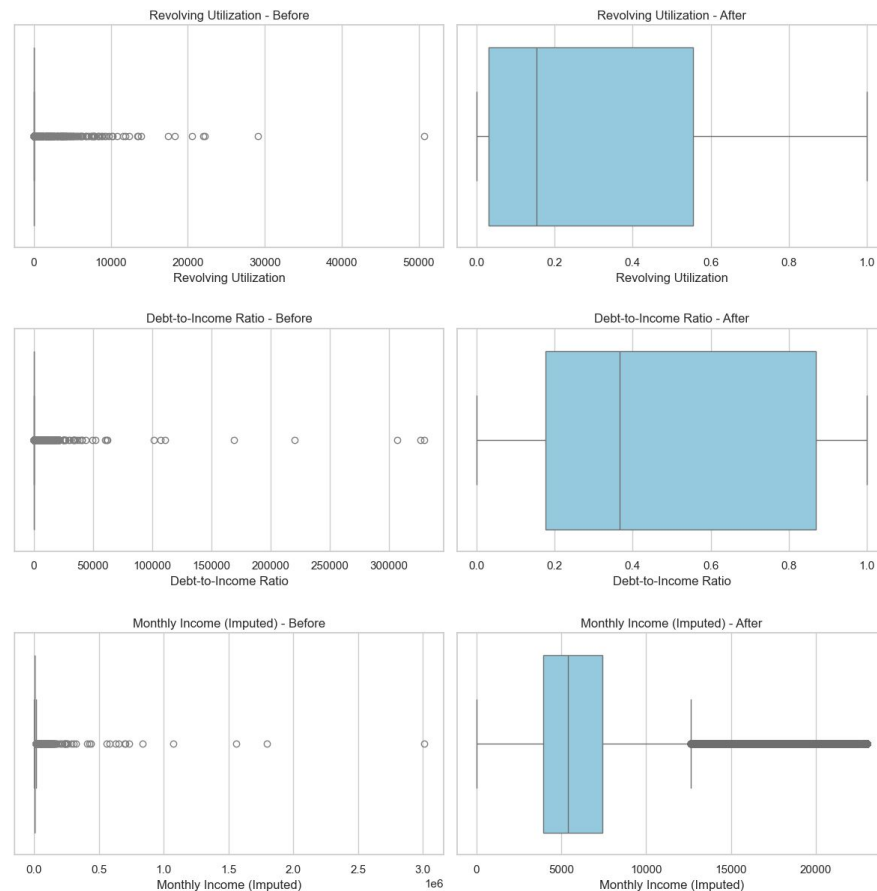 Revolving Utilization - Before
Revolving Utilization - After
0 10000 20000 30000 40000 50000
0.0 0.2 0.4 0.6 0.8 1.0
Revolving Utilization
Revolving Utilization
Debt-to-Income Ratio - Before
Debt-to-Income Ratio - After
0 50000 100000 150000 200000 250000 300000
0.0 0.2 0.4 0.6 0.8 1.0
Debt-to-Income Ratio
Debt-to-Income Ratio
Monthly Income (Imputed) - Before
Monthly Income (Imputed) - After
0.0 0.5 1.0 1.5 2.0 2.5 3.0
0 5000 10000 15000 20000
Monthly Income (Imputed)
1e6
Monthly Income (Imputed)